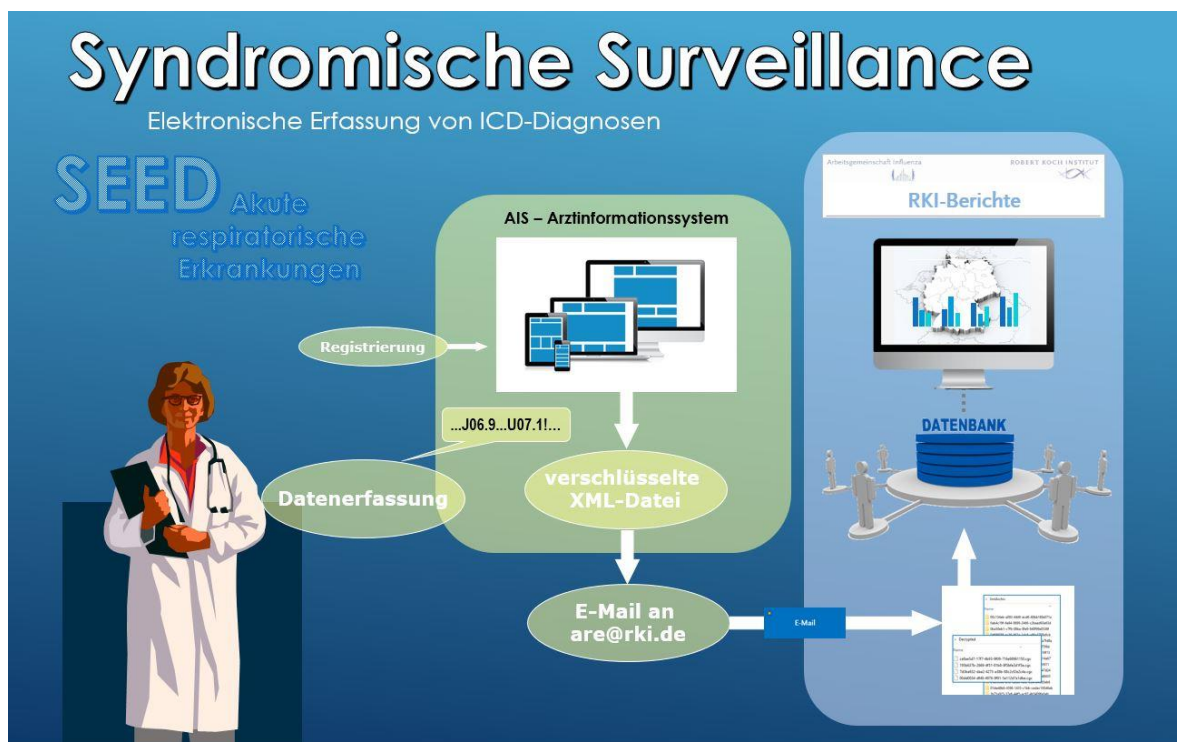 Syndromische Surveillance
Elektronische Erfassung von ICD-Diagnosen
SEED Akute
respiratorische
Erkrankungen
AIS – Arztinformationssystem
Registrierung
...J06.9...U07.1!...
Datenerfassung
verschlüsselte
XML-Datei
E-Mail an
are@rki.de
E-Mail
Arbeitsgemeinschaft Influenza
ROBERT KOCH INSTITUT
RKI-Berichte
DATENBANK